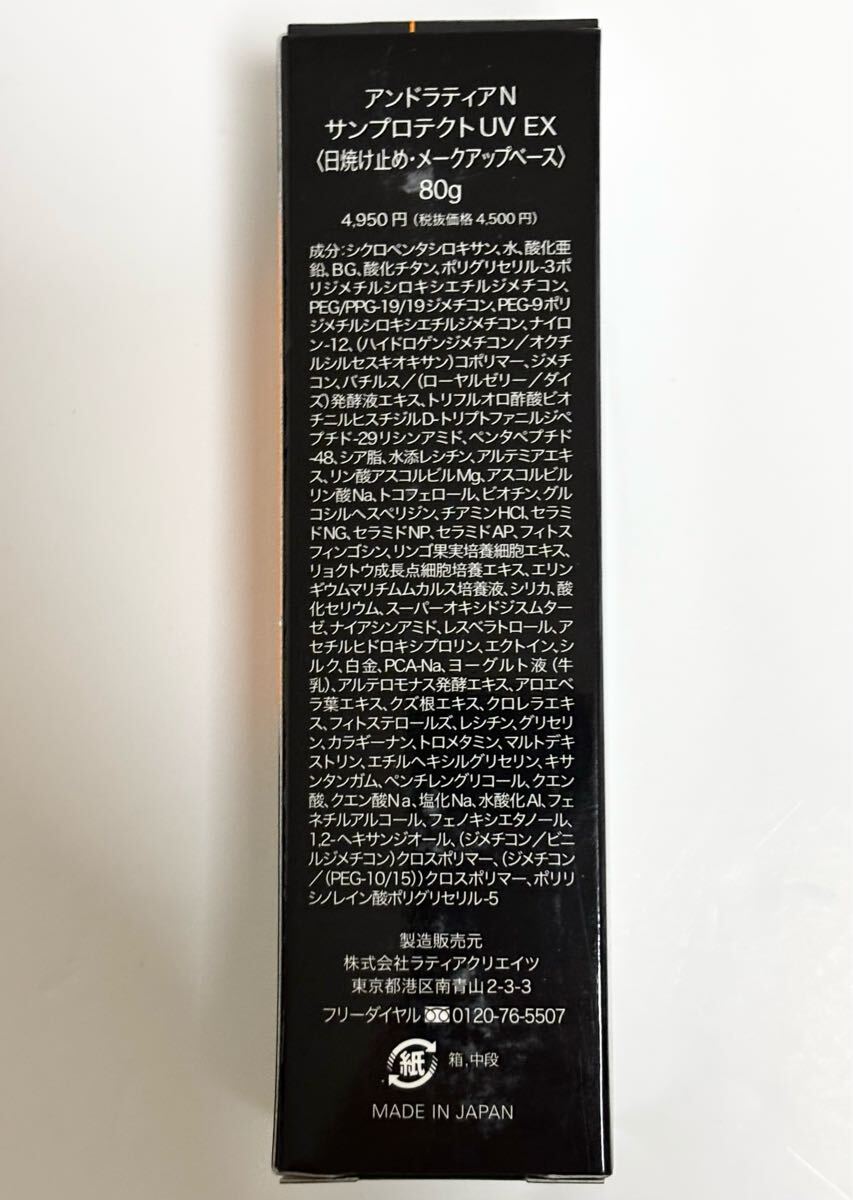 アンドラティアN
サンプロテクトUV EX
〈日焼け止め・メークアップベース〉
80g
4,950円（税抜価格4,500円）
成分：シクロペンタシロキサン、水、酸化亜
鉛、BG、酸化チタン、ポリグリセリル-3ポ
リジメチルシロキシエチルジメチコン、
PEG/PPG-19/19ジメチコン、PEG-9ポリ
ジメチルシロキシエチルジメチコン、ナイロ
ン-12、（ハイドロゲンジメチコン／オクチ
ルシルセスキオキサン）コポリマー、ジメチ
コン、バチルス／（ローヤルゼリー／ダイ
ズ）発酵液エキス、トリフルオロ酢酸ビオ
チニルヒスチジルD-トリプトファニルジペ
プチド-29リシンアミド、ペンタペプチド
-48、シア脂、水添レシチン、アルテミアエキ
ス、リン酸アスコルビルMg、アスコルビル
リン酸Na、トコフェロール、ビオチン、グル
コシルヘスペリジン、チアミンHCl、セラミ
ドNG、セラミドNP、セラミドAP、フィトス
フィンゴシン、リンゴ果実培養細胞エキス、
リョクトウ成長点細胞培養エキス、エリン
ギウムマリチムムカルス培養液、シリカ、酸
化セリウム、スーパーオキシドジスムター
ゼ、ナイアシンアミド、レスベラトロール、ア
セチルヒドロキシプロリン、エクトイン、シ
ルク、白金、PCA-Na、ヨーグルト液（牛
乳）、アルテロモナス発酵エキス、アロエベ
ラ葉エキス、クズ根エキス、クロレラエキ
ス、フィトステロールズ、レシチン、グリセリ
ン、カラギーナン、トロメタミン、マルトデキ
ストリン、エチルヘキシルグリセリン、キサ
ンタンガム、ペンチレングリコール、クエン
酸、クエン酸Na、塩化Na、水酸化Al、フェ
ネチルアルコール、フェノキシエタノール、
1,2-ヘキサンジオール、（ジメチコン／ビニ
ルジメチコン）クロスポリマー、（ジメチコン
／（PEG-10/15））クロスポリマー、ポリリ
シノレイン酸ポリグリセリル-5
製造販売元
株式会社ラティアクリエイツ
東京都港区南青山2-3-3
フリーダイヤル 0120-76-5507
紙 箱，中段
MADE IN JAPAN